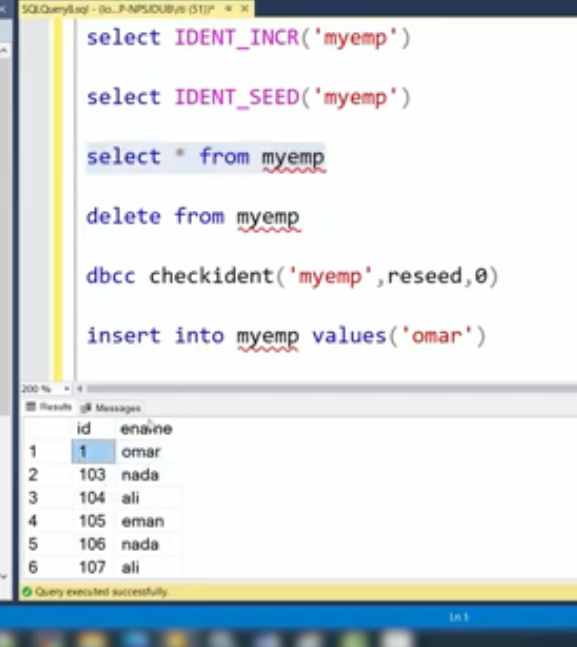 SQLQuery8.sql - (lo...P-NPSJDUB\rti (51))*
select IDENT_INCR('myemp')
select IDENT_SEED('myemp')
select * from myemp
delete from myemp
dbcc checkident('myemp',reseed,0)
insert into myemp values('omar')
200 %
Results Messages
id ename
1 1 omar
2 103 nada
3 104 ali
4 105 eman
5 106 nada
6 107 ali
Query executed successfully.
Ln 1